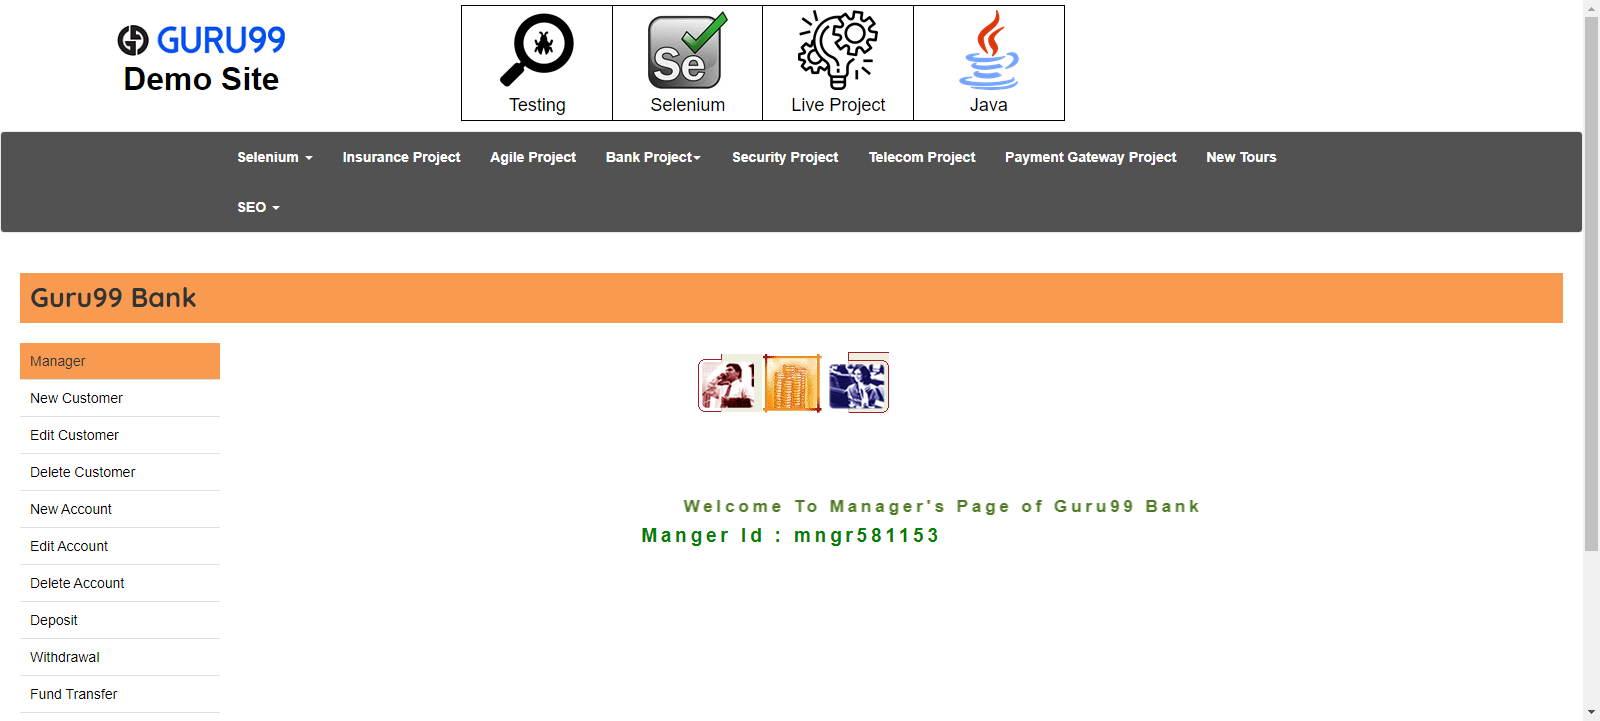 GURU99
Demo Site
Se
Testing
Selenium
Live Project
Java
Selenium
Insurance Project
Agile Project
Bank Project
Security Project
Telecom Project
Payment Gateway Project
New Tours
SEO
Guru99 Bank
Manager
New Customer
Edit Customer
Delete Customer
New Account
Edit Account
Delete Account
Deposit
Withdrawal
Fund Transfer
Welcome To Manager's Page of Guru99 Bank
Manger Id : mngr581153